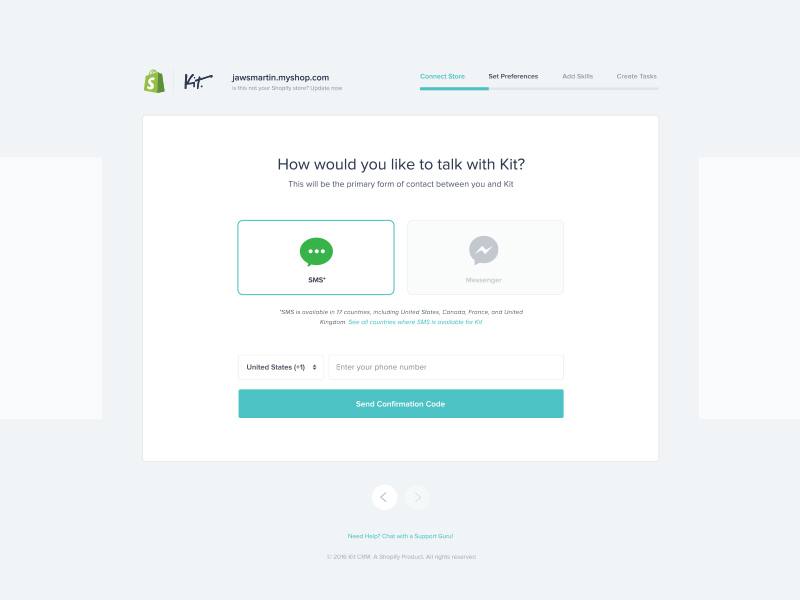 Kit.
jawsmartin.myshop.com
Is this not your Shopify store? Update now
Connect Store
Set Preferences
Add Skills
Create Tasks
How would you like to talk with Kit?
This will be the primary form of contact between you and Kit
SMS*
Messenger
*SMS is available in 17 countries, including United States, Canada, France, and United
Kingdom. See all countries where SMS is available for Kit
United States (+1)
Enter your phone number
Send Confirmation Code
Need Help? Chat with a Support Guru!
© 2016 Kit CRM. A Shopify Product. All rights reserved